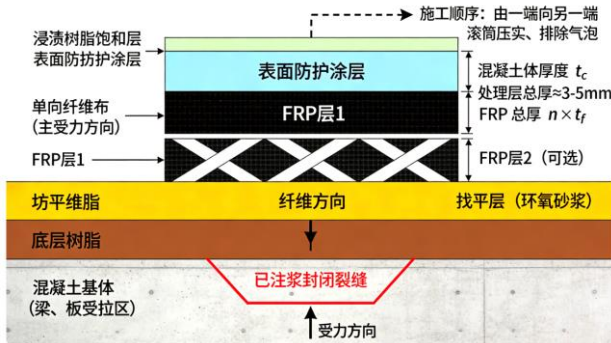 施工顺序：由一端向另一端
滚筒压实、排除气泡
浸渍树脂饱和层
表面防防护涂层
表面防护涂层
混凝土体厚度 t_c
处理层总厚≈3-5mm
单向纤维布
(主受力方向)
FRP层1
FRP 总厚 n × t_f
FRP层1
FRP层2（可选）
坊平维脂
纤维方向
找平层（环氧砂浆）
底层树脂
混凝土基体
(梁、板受拉区)
已注浆封闭裂缝
受力方向